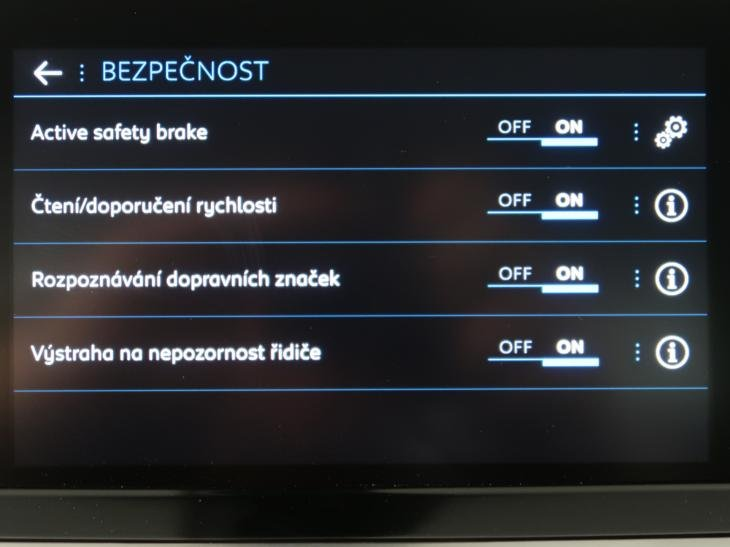 BEZPEČNOST
Active safety brake OFF ON
Čtení/doporučení rychlosti OFF ON
Rozpoznávání dopravních značek OFF ON
Výstraha na nepozornost řidiče OFF ON